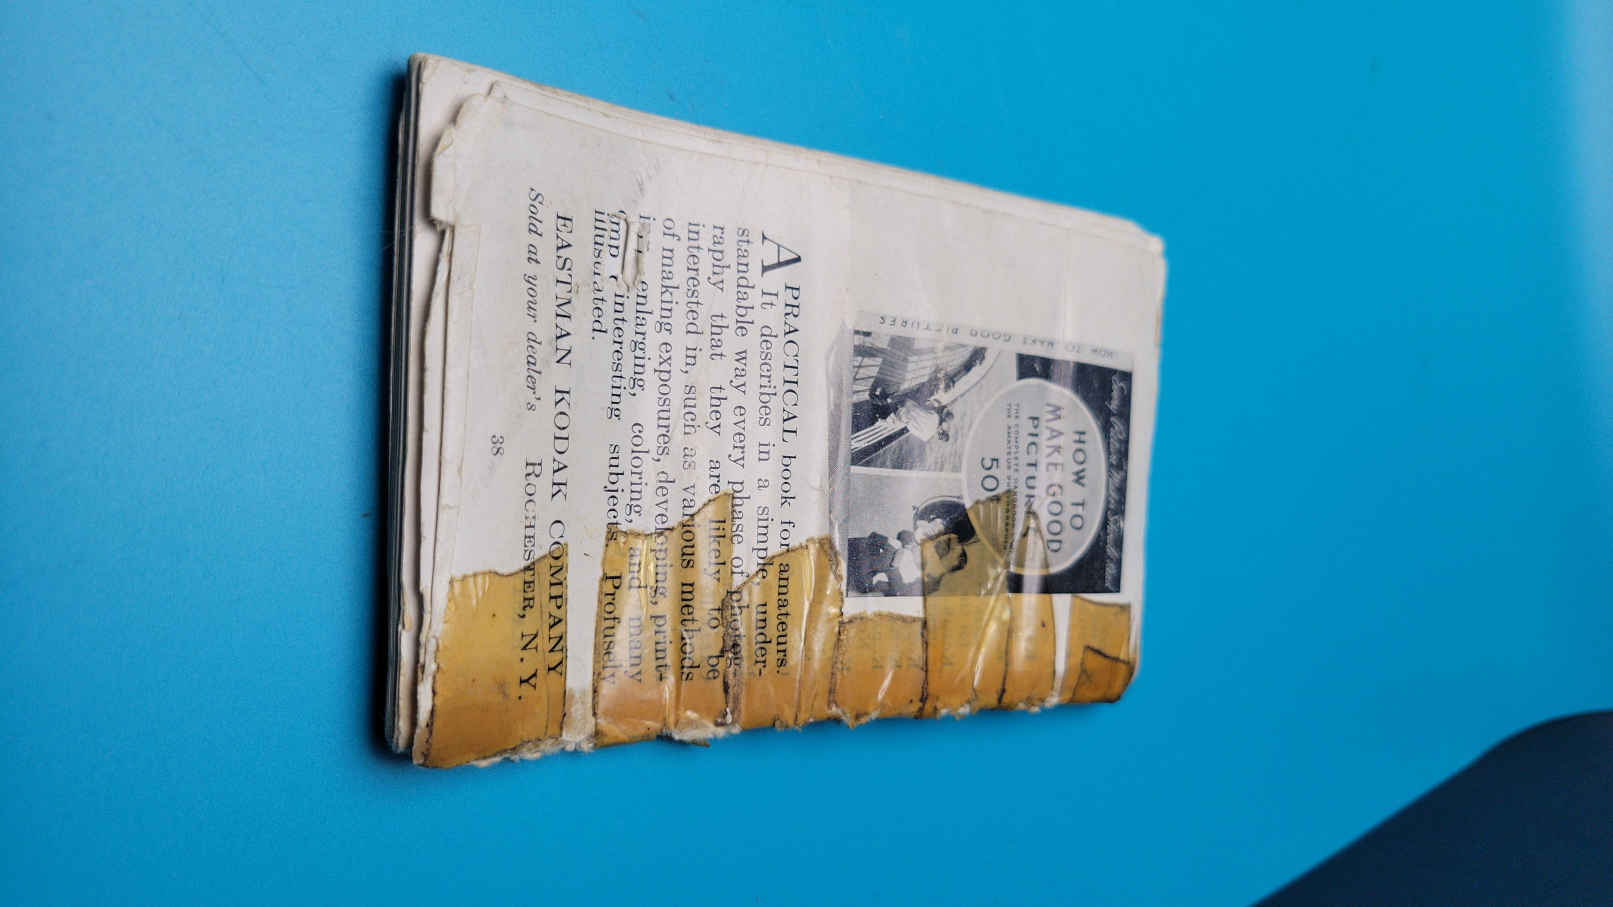 HOW TO MAKE GOOD PICTURES
HOW TO
MAKE GOOD
THE COMPLETE
50¢
A PRACTICAL book for amateurs.
It describes in a simple, under-
standable way every phase of photog-
raphy that they are likely to be
interested in, such as various methods
of making exposures, developing, print-
enlarging, coloring, and many
interesting subjects. Profusely
illustrated.
EASTMAN KODAK COMPANY
Sold at your dealer's ROCHESTER, N. Y.
38